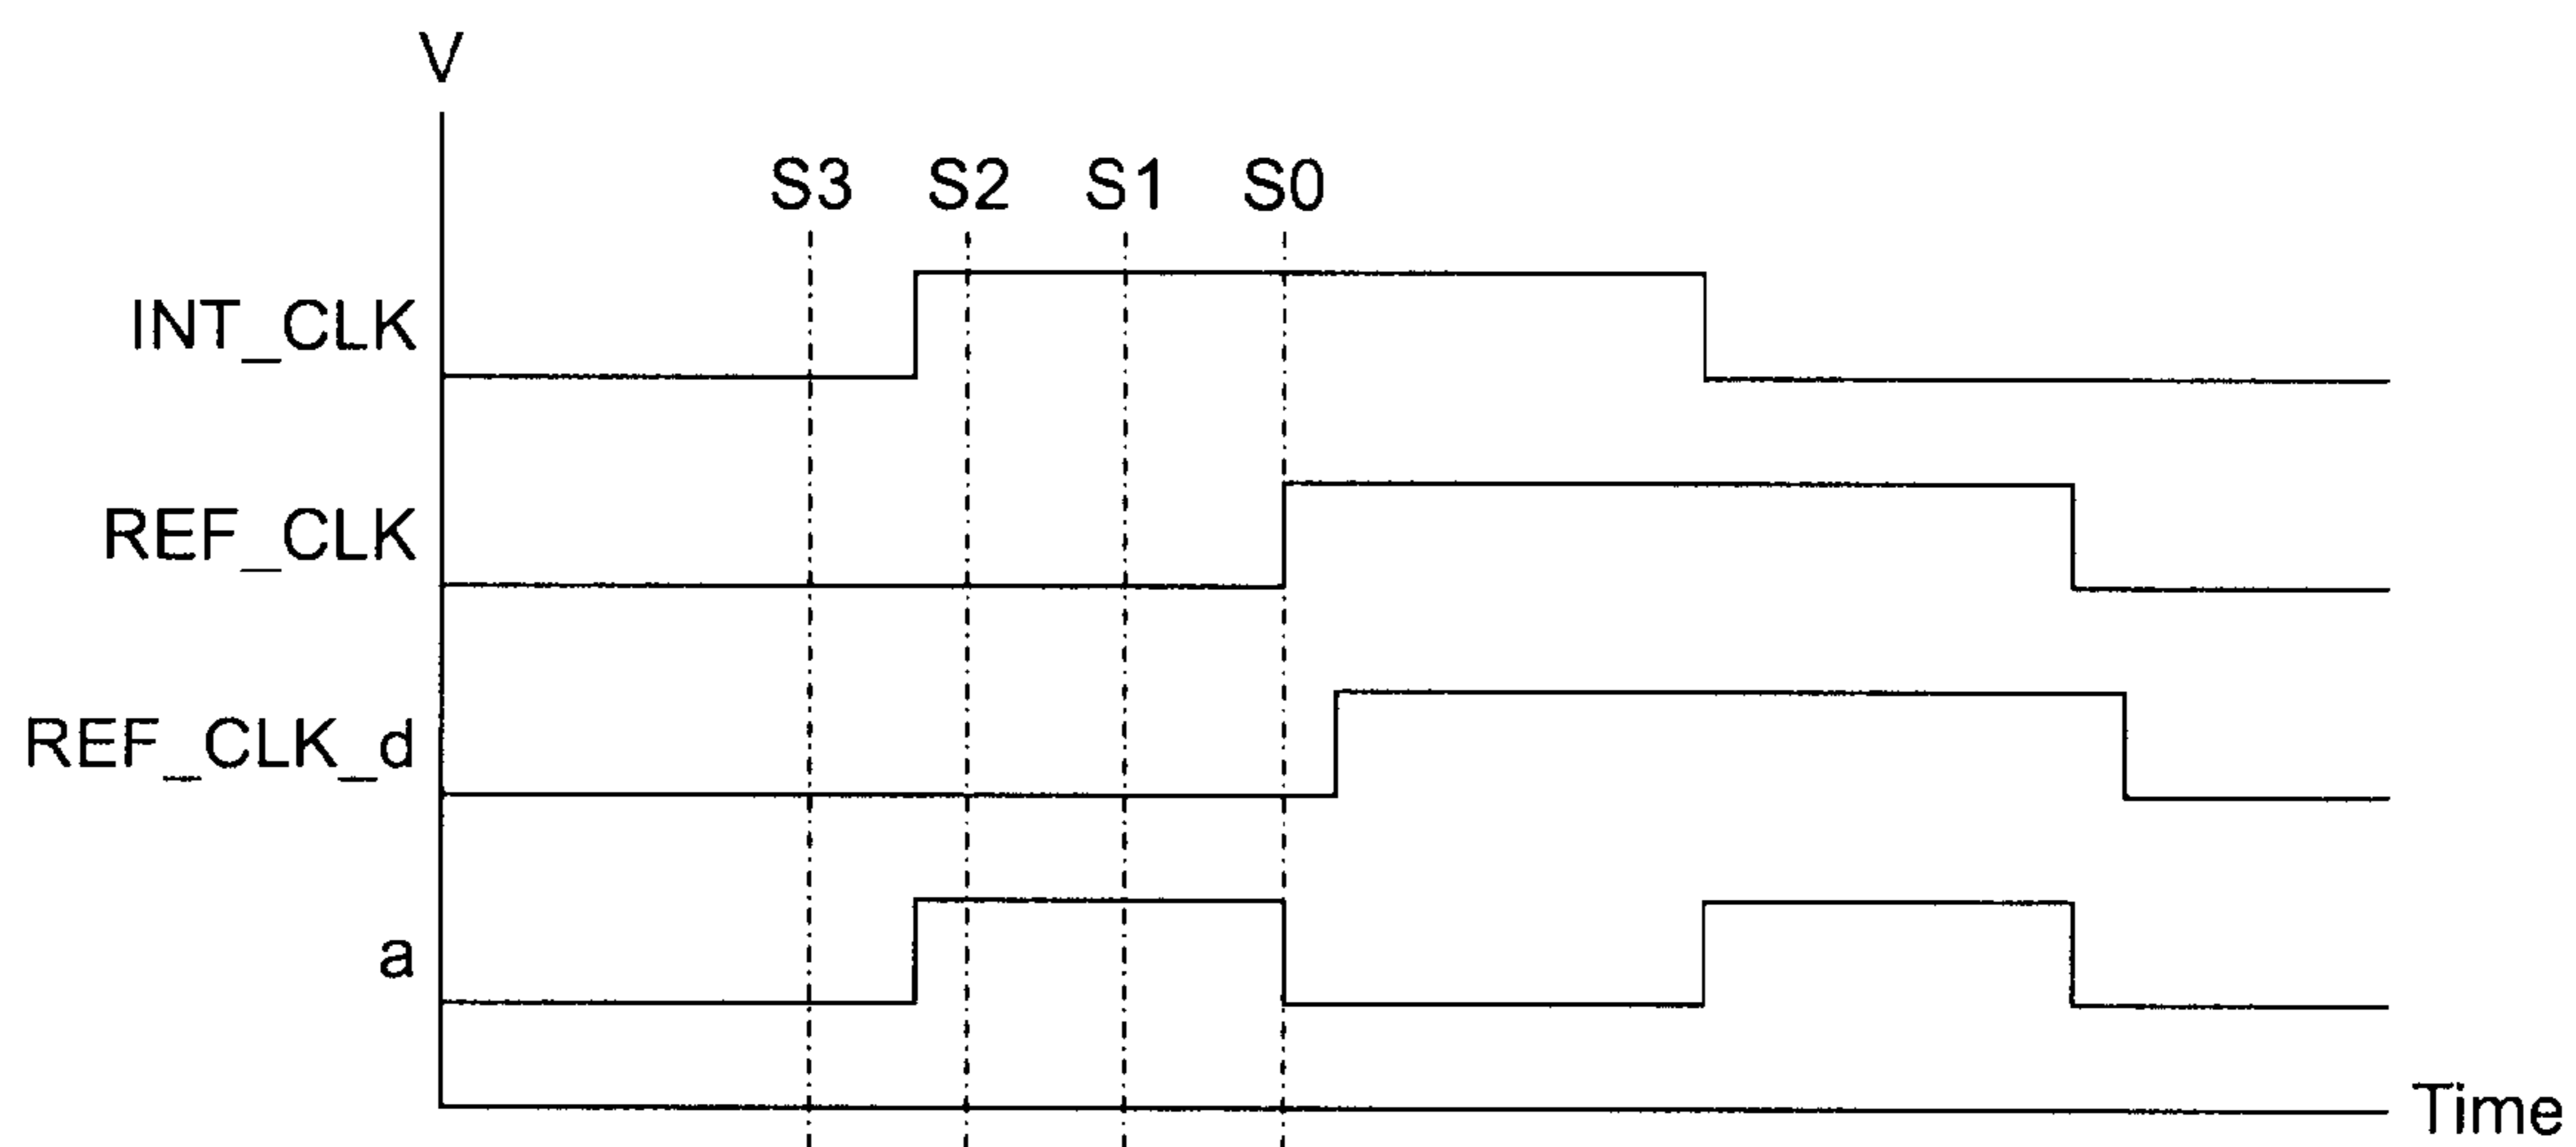 V
S3 S2 S1 S0
INT_CLK
REF_CLK
REF_CLK_d
a
Time